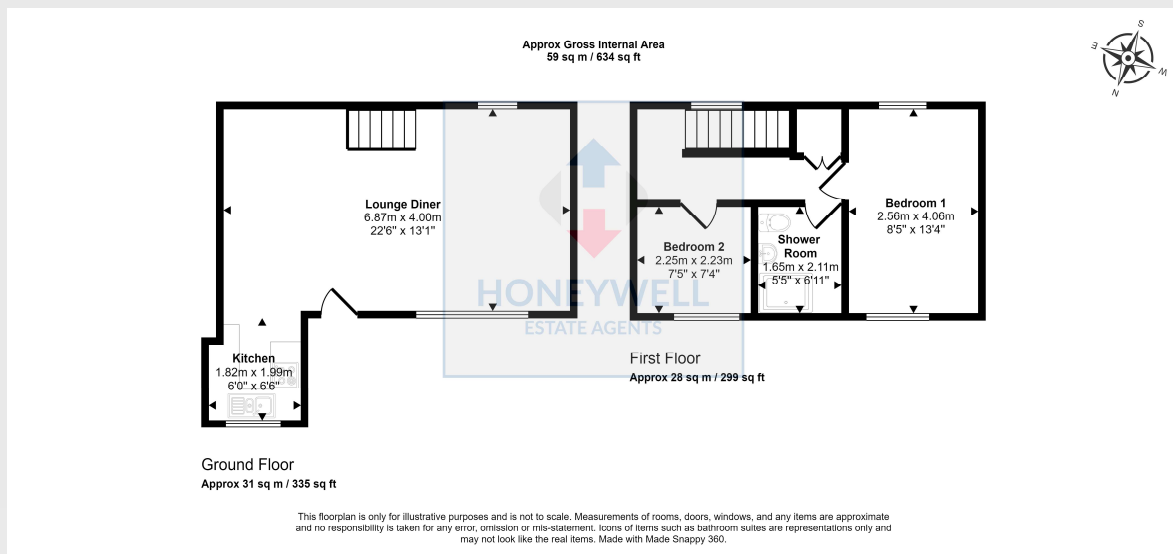 Approx Gross Internal Area
59 sq m / 634 sq ft
S
E
W
N
Lounge Diner
6.87m x 4.00m
22'6" x 13'1"
Bedroom 1
2.56m x 4.06m
8'5" x 13'4"
Bedroom 2
2.25m x 2.23m
7'5" x 7'4"
Shower
Room
1.65m x 2.11m
5'5" x 6'11"
HONEYWELL
ESTATE AGENTS
Kitchen
1.82m x 1.99m
6'0" x 6'6"
First Floor
Approx 28 sq m / 299 sq ft
Ground Floor
Approx 31 sq m / 335 sq ft
This floorplan is only for illustrative purposes and is not to scale. Measurements of rooms, doors, windows, and any items are approximate
and no responsibility is taken for any error, omission or mis-statement. Icons of items such as bathroom suites are representations only and
may not look like the real items. Made with Made Snappy 360.